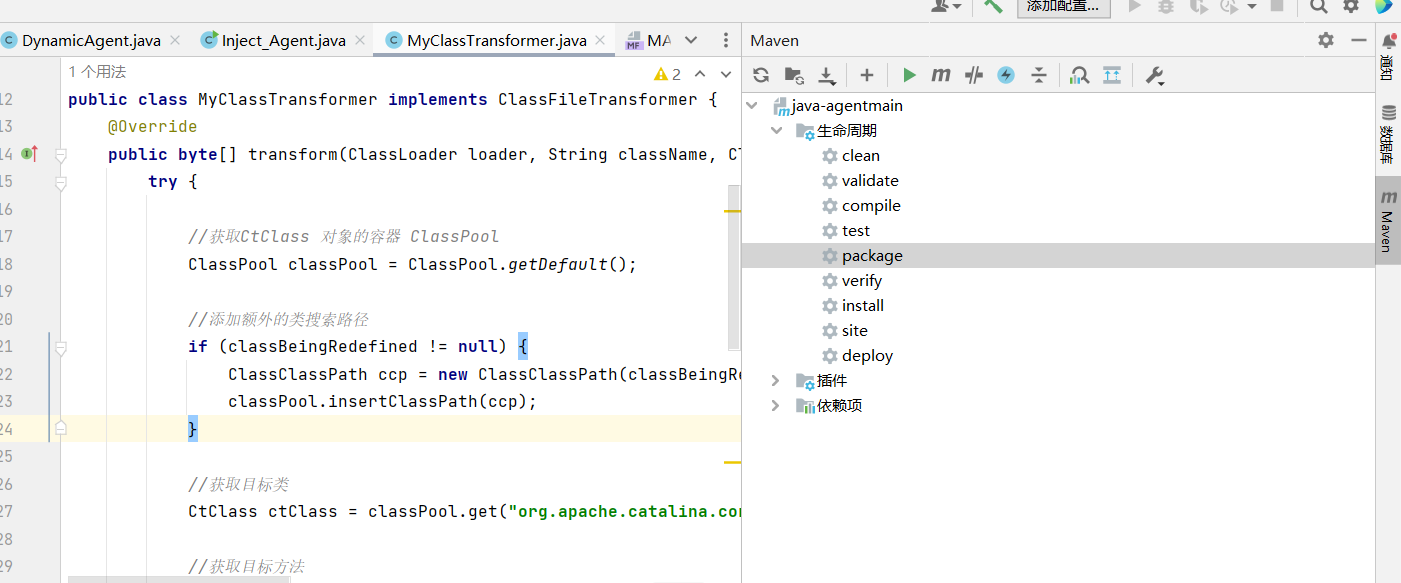 添加配置...
DynamicAgent.java
Inject_Agent.java
MyClassTransformer.java
MA
1 个用法
2
12 public class MyClassTransformer implements ClassFileTransformer {
13 @Override
14 public byte[] transform(ClassLoader loader, String className, Cl
15 try {
16
17 //获取CtClass 对象的容器 ClassPool
18 ClassPool classPool = ClassPool.getDefault();
19
20 //添加额外的类搜索路径
21 if (classBeingRedefined != null) {
22 ClassClassPath ccp = new ClassClassPath(classBeingRe
23 classPool.insertClassPath(ccp);
24 }
25
26 //获取目标类
27 CtClass ctClass = classPool.get("org.apache.catalina.cor
28
29 //获取目标方法
Maven
java-agentmain
生命周期
clean
validate
compile
test
package
verify
install
site
deploy
插件
依赖项
通知
数据库
Maven